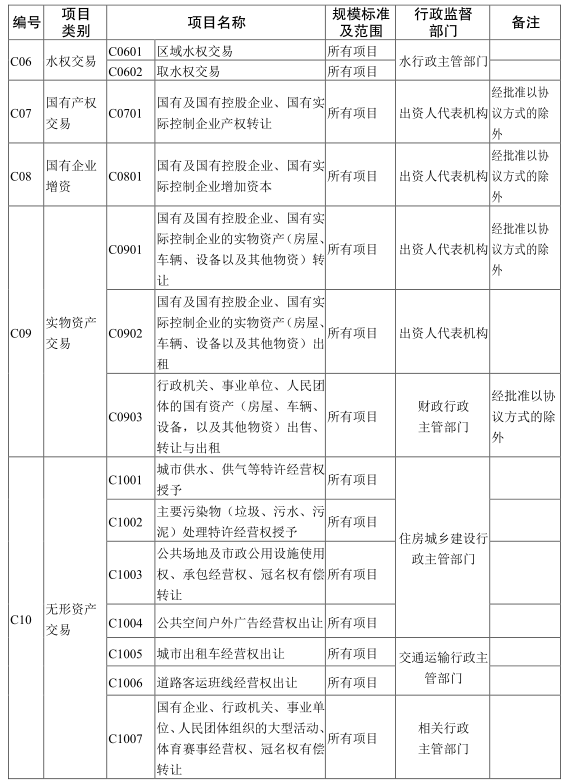 编号 项目类别 项目名称 规模标准及范围 行政监督部门 备注
C06 水权交易 C0601 区域水权交易 所有项目 水行政主管部门
C0602 取水权交易 所有项目
C07 国有产权交易 C0701 国有及国有控股企业、国有实际控制企业产权转让 所有项目 出资人代表机构 经批准以协议方式的除外
C08 国有企业增资 C0801 国有及国有控股企业、国有实际控制企业增加资本 所有项目 出资人代表机构 经批准以协议方式的除外
C09 实物资产交易 C0901 国有及国有控股企业、国有实际控制企业的实物资产（房屋、车辆、设备以及其他物资）转让 所有项目 出资人代表机构 经批准以协议方式的除外
C0902 国有及国有控股企业、国有实际控制企业的实物资产（房屋、车辆、设备以及其他物资）出租 所有项目 出资人代表机构
C0903 行政机关、事业单位、人民团体的国有资产（房屋、车辆、设备，以及其他物资）出售、转让与出租 所有项目 财政行政主管部门 经批准以协议方式的除外
C10 无形资产交易 C1001 城市供水、供气等特许经营权授予 所有项目 住房城乡建设行政主管部门
C1002 主要污染物（垃圾、污水、污泥）处理特许经营权授予 所有项目
C1003 公共场地及市政公用设施使用权、承包经营权、冠名权有偿转让 所有项目
C1004 公共空间户外广告经营权出让 所有项目
C1005 城市出租车经营权出让 所有项目 交通运输行政主管部门
C1006 道路客运班线经营权出让 所有项目
C1007 国有企业、行政机关、事业单位、人民团体组织的大型活动、体育赛事经营权、冠名权有偿转让 所有项目 相关行政主管部门